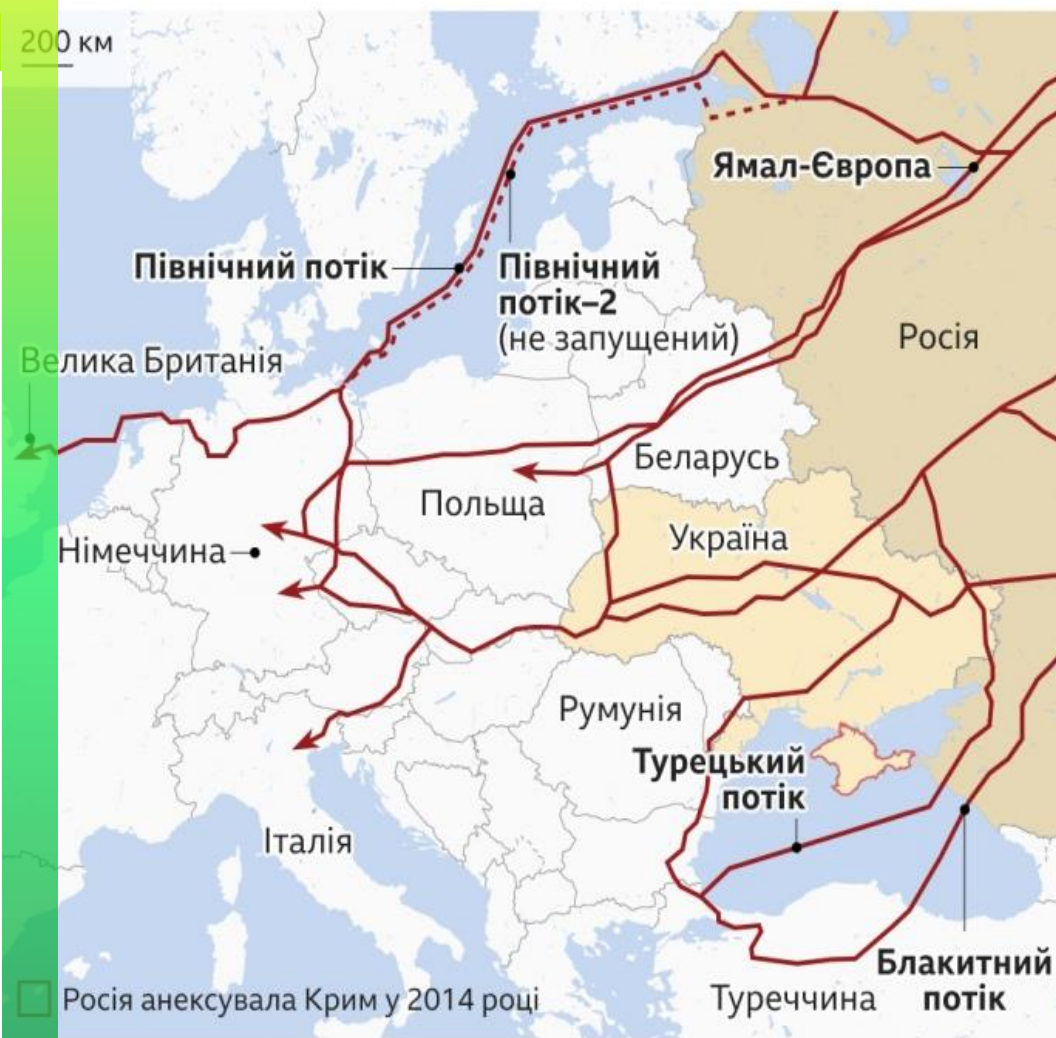 200 км
Ямал-Європа
Північний потік
Північний
потік–2
(не запущений)
Росія
Велика Британія
Беларусь
Польща
Україна
Німеччина
Румунія
Турецький
потік
Італія
Блакитний
потік
Туреччина
Росія анексувала Крим у 2014 році